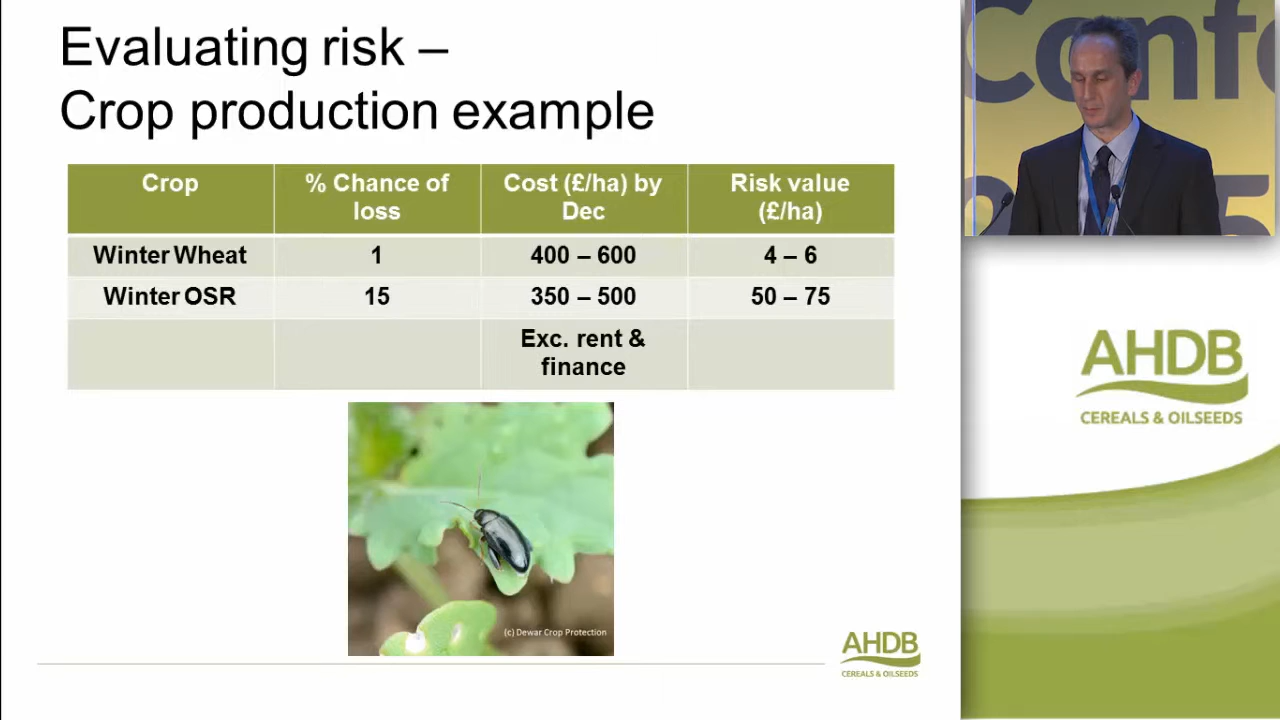 Evaluating risk –
Crop production example
Crop
% Chance of
loss
Cost (£/ha) by
Dec
Risk value
(£/ha)
Winter Wheat
1
400 – 600
4 – 6
Winter OSR
15
350 – 500
50 – 75
Exc. rent &
finance
(c) Dewar Crop Protection
AHDB
CEREALS & OILSEEDS
Confe
AHDB
CEREALS & OILSEEDS